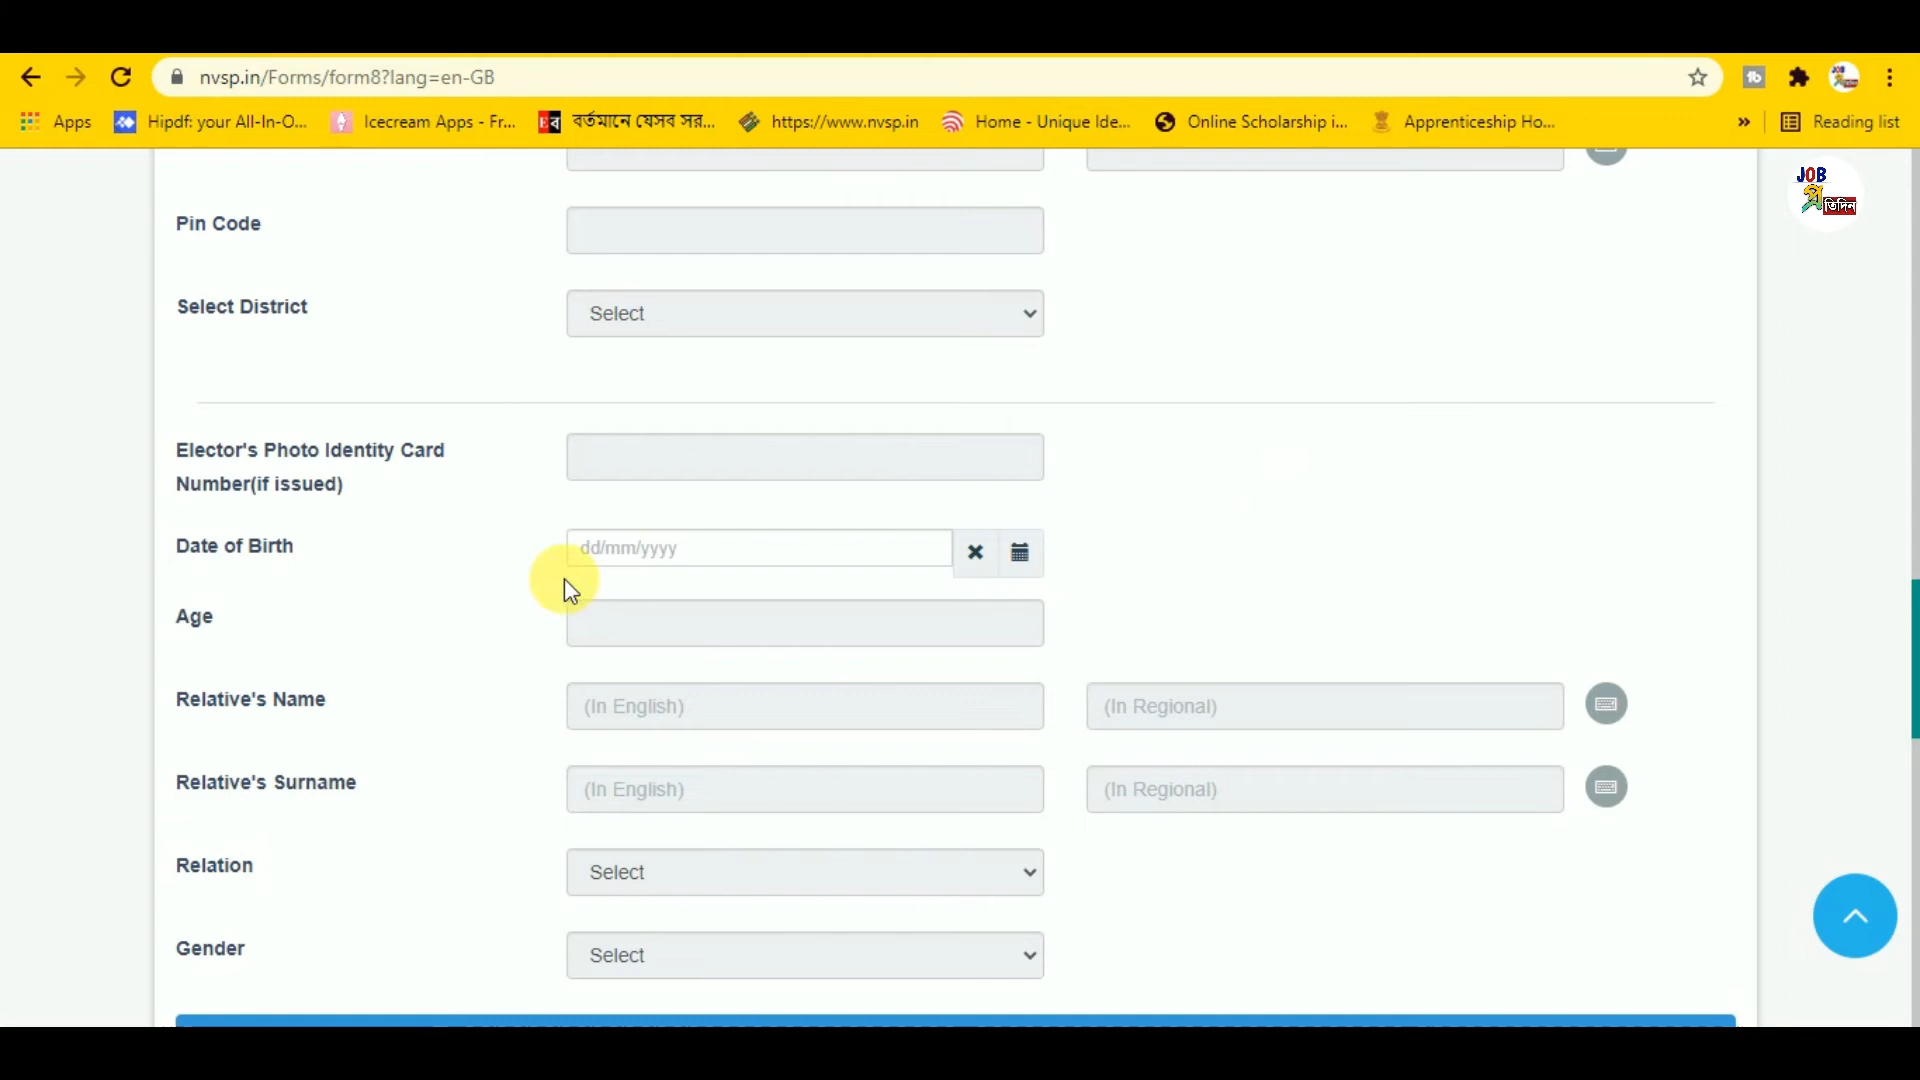 nvsp.in/Forms/form8?lang=en-GB
Apps Hipdf: your All-In-O... Icecream Apps - Fr... বর্তমানে যেসব সর... https://www.nvsp.in Home - Unique Ide... Online Scholarship i... Apprenticeship Ho... » Reading list
JOB
প্রতিদিন
Pin Code
Select District Select
Elector's Photo Identity Card
Number(if issued)
Date of Birth dd/mm/yyyy
Age
Relative's Name (In English) (In Regional)
Relative's Surname (In English) (In Regional)
Relation Select
Gender Select